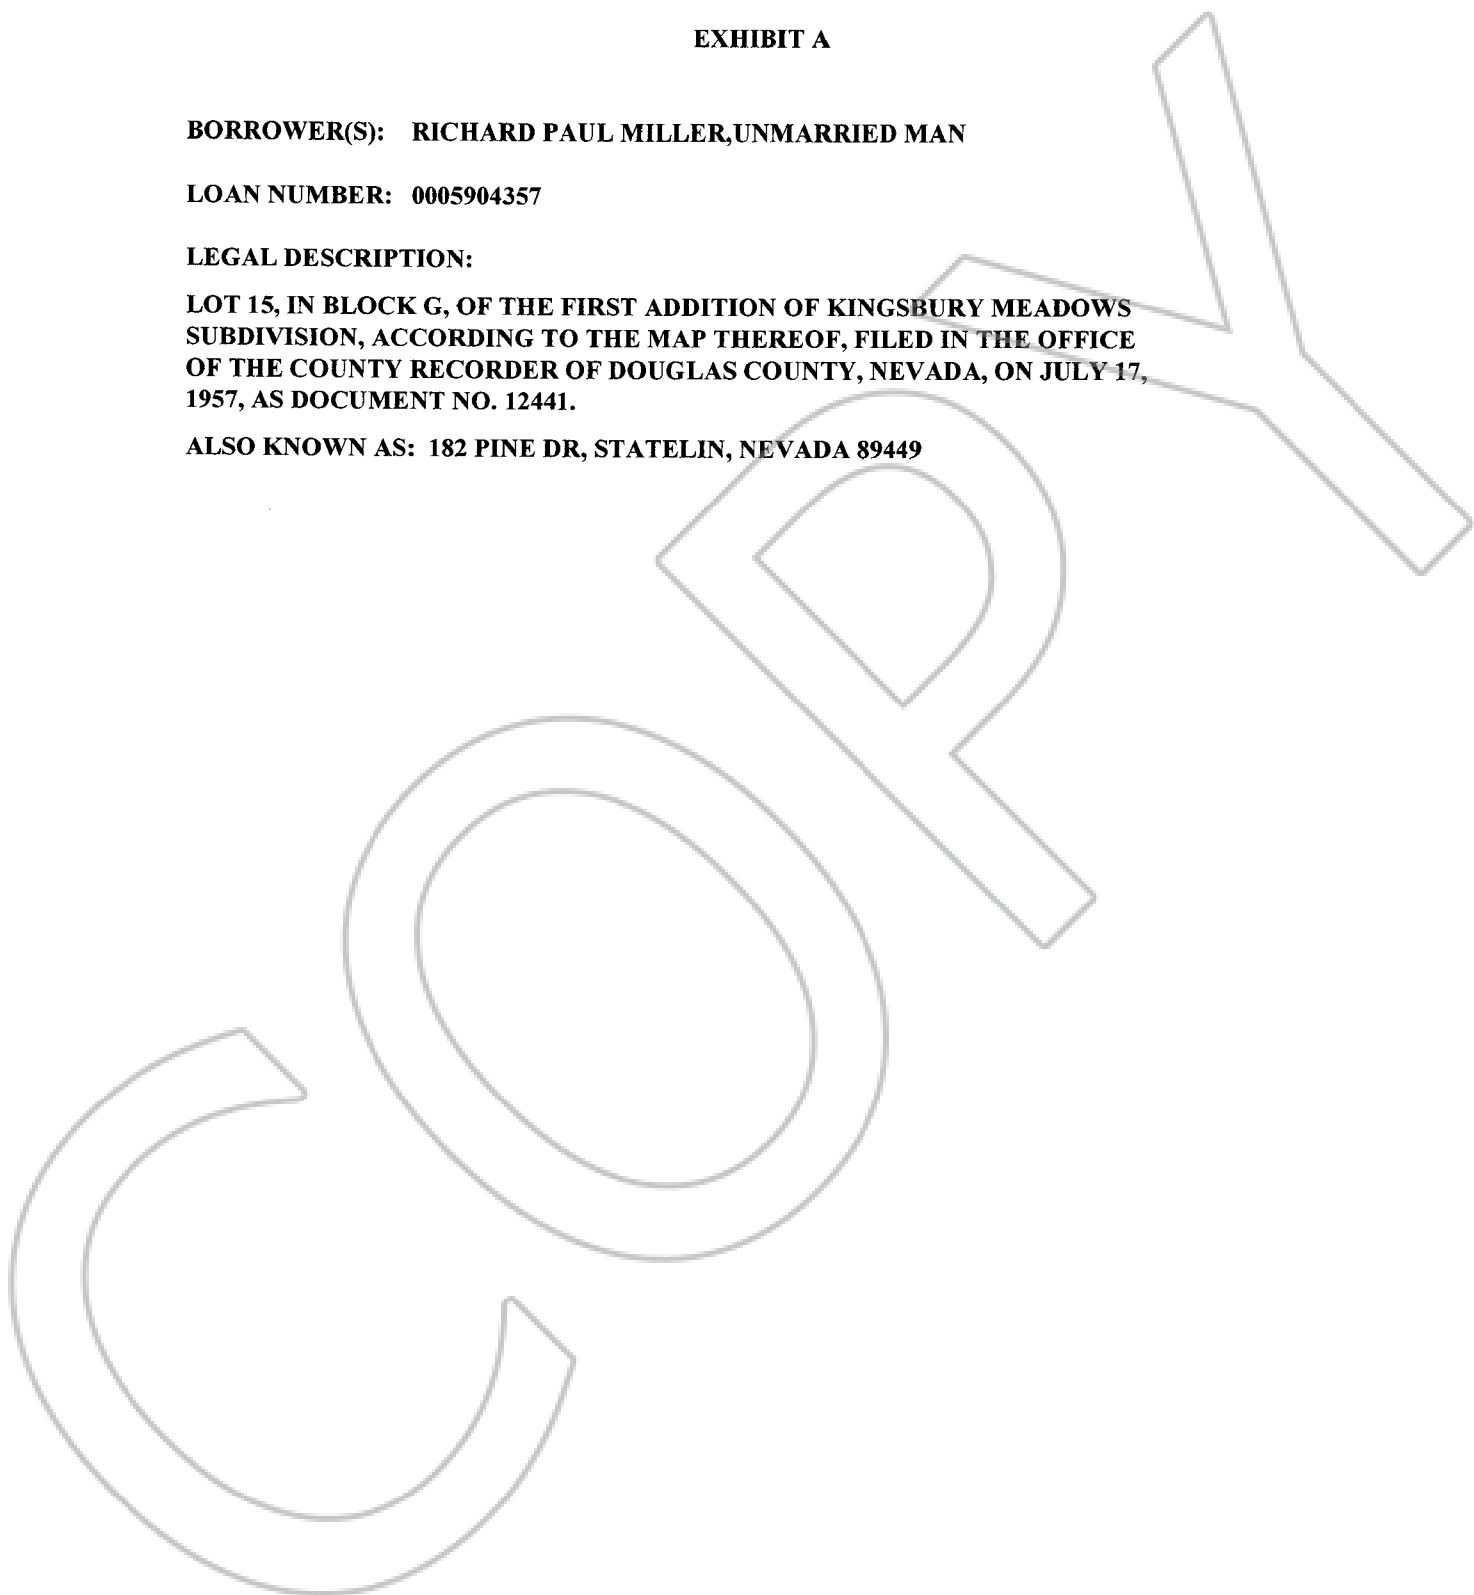 EXHIBIT A
BORROWER(S): RICHARD PAUL MILLER,UNMARRIED MAN
LOAN NUMBER: 0005904357
LEGAL DESCRIPTION:
LOT 15, IN BLOCK G, OF THE FIRST ADDITION OF KINGSBURY MEADOWS
SUBDIVISION, ACCORDING TO THE MAP THEREOF, FILED IN THE OFFICE
OF THE COUNTY RECORDER OF DOUGLAS COUNTY, NEVADA, ON JULY 17,
1957, AS DOCUMENT NO. 12441.
ALSO KNOWN AS: 182 PINE DR, STATELIN, NEVADA 89449
COPY